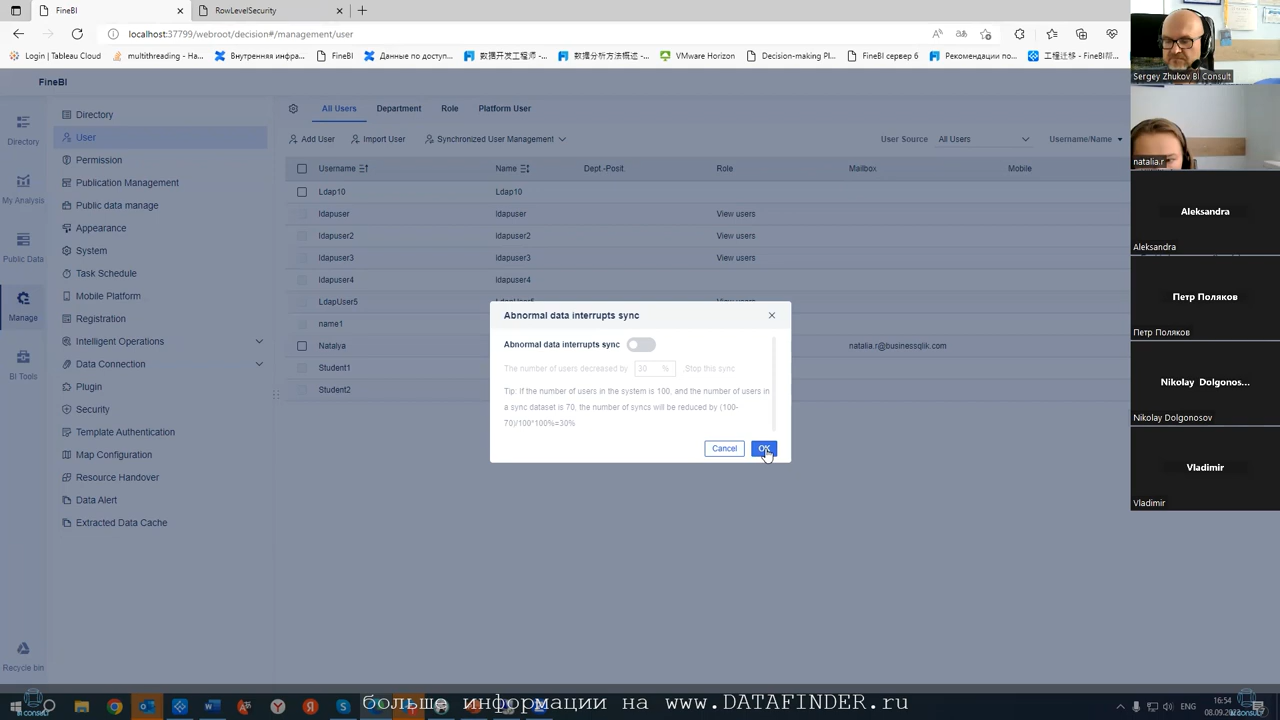 FineBI
RowLevelSecurity
localhost:37799/webroot/decision#/management/user
Login | Tableau Cloud
multithreading - Ha...
Внутренняя инфра...
FineBI
Данные по доступ...
数据开发工程师 -...
数据分析方法概述 -...
VMware Horizon
Decision-making Pl...
FineBI сервер 6
Рекомендации по...
工程迁移 - FineBI帮...
FineBI
Directory
My Analysis
Public Data
Manage
BI Tools
Recycle bin
Directory
User
Permission
Publication Management
Public data manage
Appearance
System
Task Schedule
Mobile Platform
Registration
Intelligent Operations
Data Connection
Plugin
Security
Template Authentication
Map Configuration
Resource Handover
Data Alert
Extracted Data Cache
All Users Department Role Platform User
Add User Import User Synchronized User Management User Source All Users Username/Name
Username Name Dept.-Posit. Role Mailbox Mobile
Ldap10 Ldap10
ldapuser ldapuser View users
ldapuser2 ldapuser2 View users
ldapuser3 ldapuser3 View users
ldapuser4 ldapuser4
LdapUser5
name1
Natalya natalia.r@businessqlik.com
Student1
Student2
Abnormal data interrupts sync
Abnormal data interrupts sync
The number of users decreased by 30 % ,Stop this sync
Tip: If the number of users in the system is 100, and the number of users in
a sync dataset is 70, the number of syncs will be reduced by (100-
70)/100*100%=30%
Cancel OK
Sergey Zhukov BI Consult
natalia.r
Aleksandra
Aleksandra
Петр Поляков
Петр Поляков
Nikolay Dolgonos...
Nikolay Dolgonosov
Vladimir
Vladimir
больше информации на www.DATAFINDER.ru
ENG
16:54